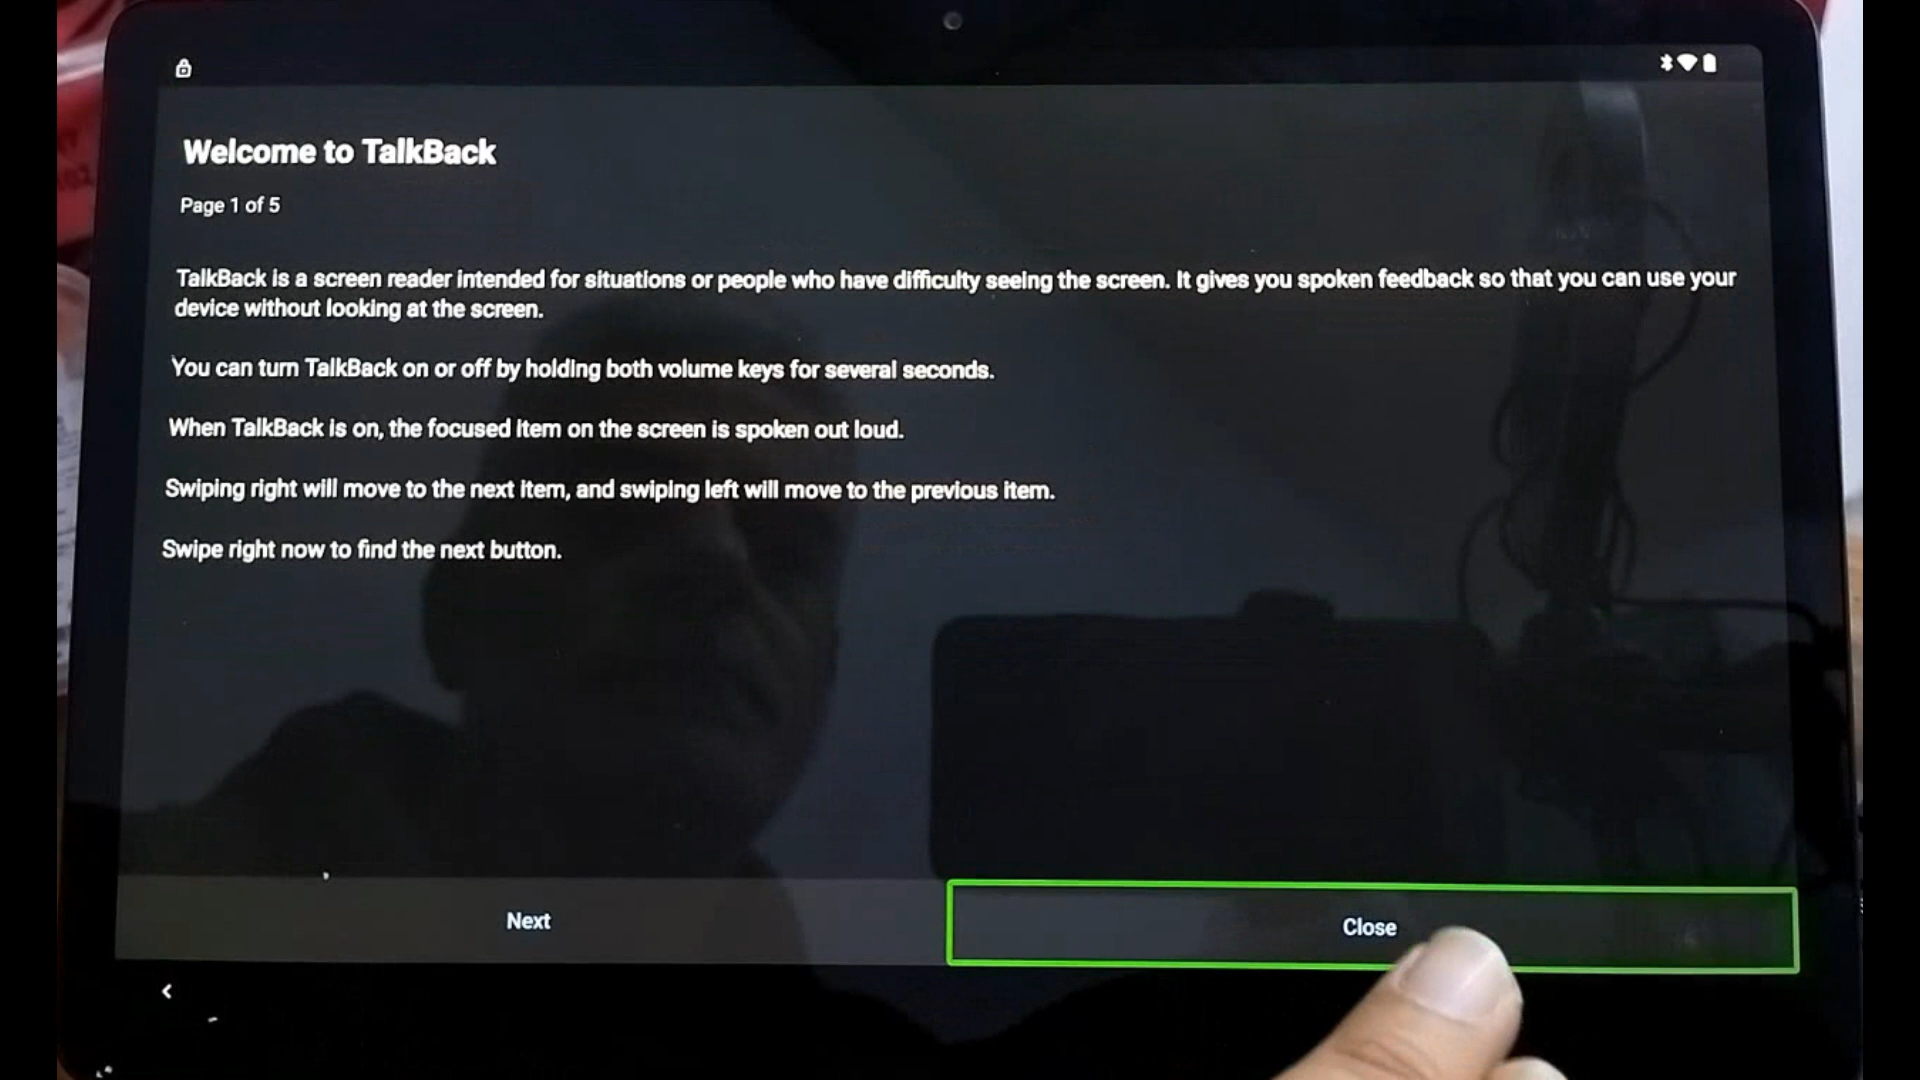 Welcome to TalkBack
Page 1 of 5
TalkBack is a screen reader intended for situations or people who have difficulty seeing the screen. It gives you spoken feedback so that you can use your
device without looking at the screen.
You can turn TalkBack on or off by holding both volume keys for several seconds.
When TalkBack is on, the focused item on the screen is spoken out loud.
Swiping right will move to the next item, and swiping left will move to the previous item.
Swipe right now to find the next button.
Next
Close